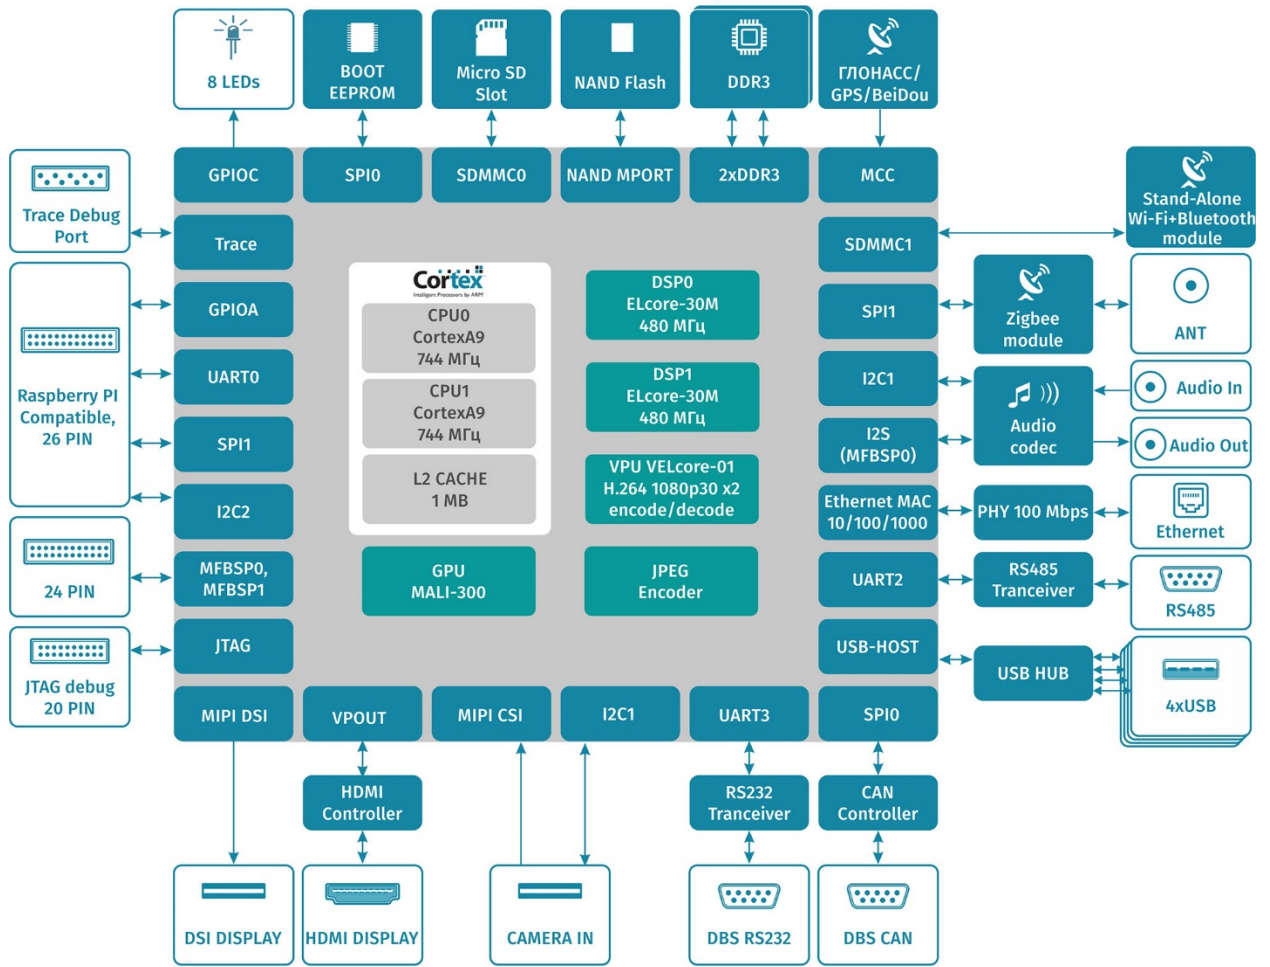 8 LEDs
BOOT
EEPROM
Micro SD
Slot
NAND Flash
DDR3
ГЛОНАСС/
GPS/BeiDou
GPIOC
SPI0
SDMMC0
NAND MPORT
2xDDR3
MCC
Trace Debug
Port
Trace
SDMMC1
Stand-Alone
Wi-Fi+Bluetooth
module
Raspberry PI
Compatible,
26 PIN
GPIOA
UART0
SPI1
I2C2
Cortex
Intelligent Processors by ARM
CPU0
CortexA9
744 МГц
CPU1
CortexA9
744 МГц
L2 CACHE
1 MB
DSP0
ELcore-30M
480 МГц
DSP1
ELcore-30M
480 МГц
VPU VELcore-01
H.264 1080p30 x2
encode/decode
GPU
MALI-300
JPEG
Encoder
SPI1
Zigbee
module
ANT
I2C1
I2S
(MFBSP0)
Audio
codec
Audio In
Audio Out
Ethernet MAC
10/100/1000
PHY 100 Mbps
Ethernet
24 PIN
MFBSP0,
MFBSP1
UART2
RS485
Tranceiver
RS485
JTAG debug
20 PIN
JTAG
USB-HOST
USB HUB
4xUSB
MIPI DSI
VPOUT
MIPI CSI
I2C1
UART3
SPI0
HDMI
Controller
RS232
Tranceiver
CAN
Controller
DSI DISPLAY
HDMI DISPLAY
CAMERA IN
DBS RS232
DBS CAN